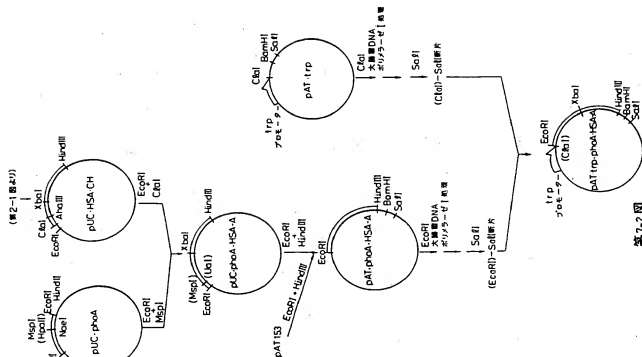 (第2-1図より)
MspI
(HpaII)
NaeI
EcoRI
HindIII
pUC·phoA
EcoRI
+
MspI
ClaI
XbaI
EcoRI
AhaIII
HindIII
pUC-HSA-CH
EcoRI
+
ClaI
(MspI)
(ClaI)
XbaI
EcoRI
HindIII
pUC-phoA-HSA-A
EcoRI
+
HindIII
pAT153
EcoRI + HindIII
EcoRI
HindIII
BamHI
SalI
pAT-phoA-HSA-A
EcoRI
大腸菌DNA
ポリメラーゼI処理
SalI
(EcoRI)-SalI断片
trp
プロモーター
ClaI
BamHI
SalI
pAT·trp
ClaI
大腸菌DNA
ポリメラーゼI処理
SalI
(ClaI)-SalI断片
trp
プロモーター
EcoRI
(ClaI)
XbaI
HindIII
BamHI
SalI
pATtrp-phoA-HSA-A
第2-2図